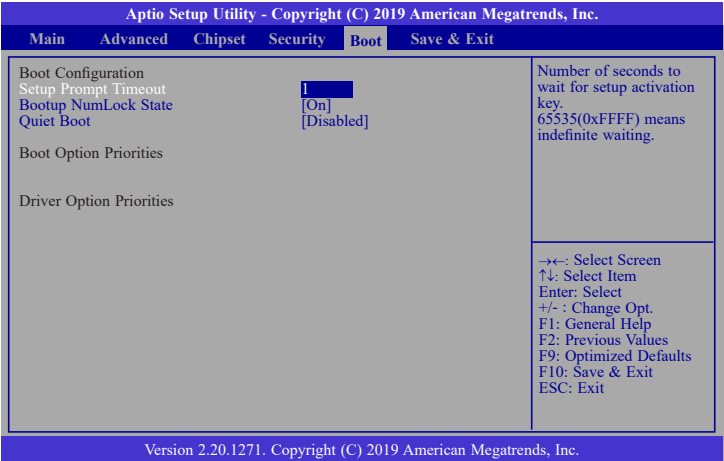 Aptio Setup Utility - Copyright (C) 2019 American Megatrends, Inc.
Main Advanced Chipset Security Boot Save & Exit
Boot Configuration
Setup Prompt Timeout 1
Bootup NumLock State [On]
Quiet Boot [Disabled]
Boot Option Priorities
Driver Option Priorities
Number of seconds to
wait for setup activation
key.
65535(0xFFFF) means
indefinite waiting.
→←: Select Screen
↑↓: Select Item
Enter: Select
+/- : Change Opt.
F1: General Help
F2: Previous Values
F9: Optimized Defaults
F10: Save & Exit
ESC: Exit
Version 2.20.1271. Copyright (C) 2019 American Megatrends, Inc.